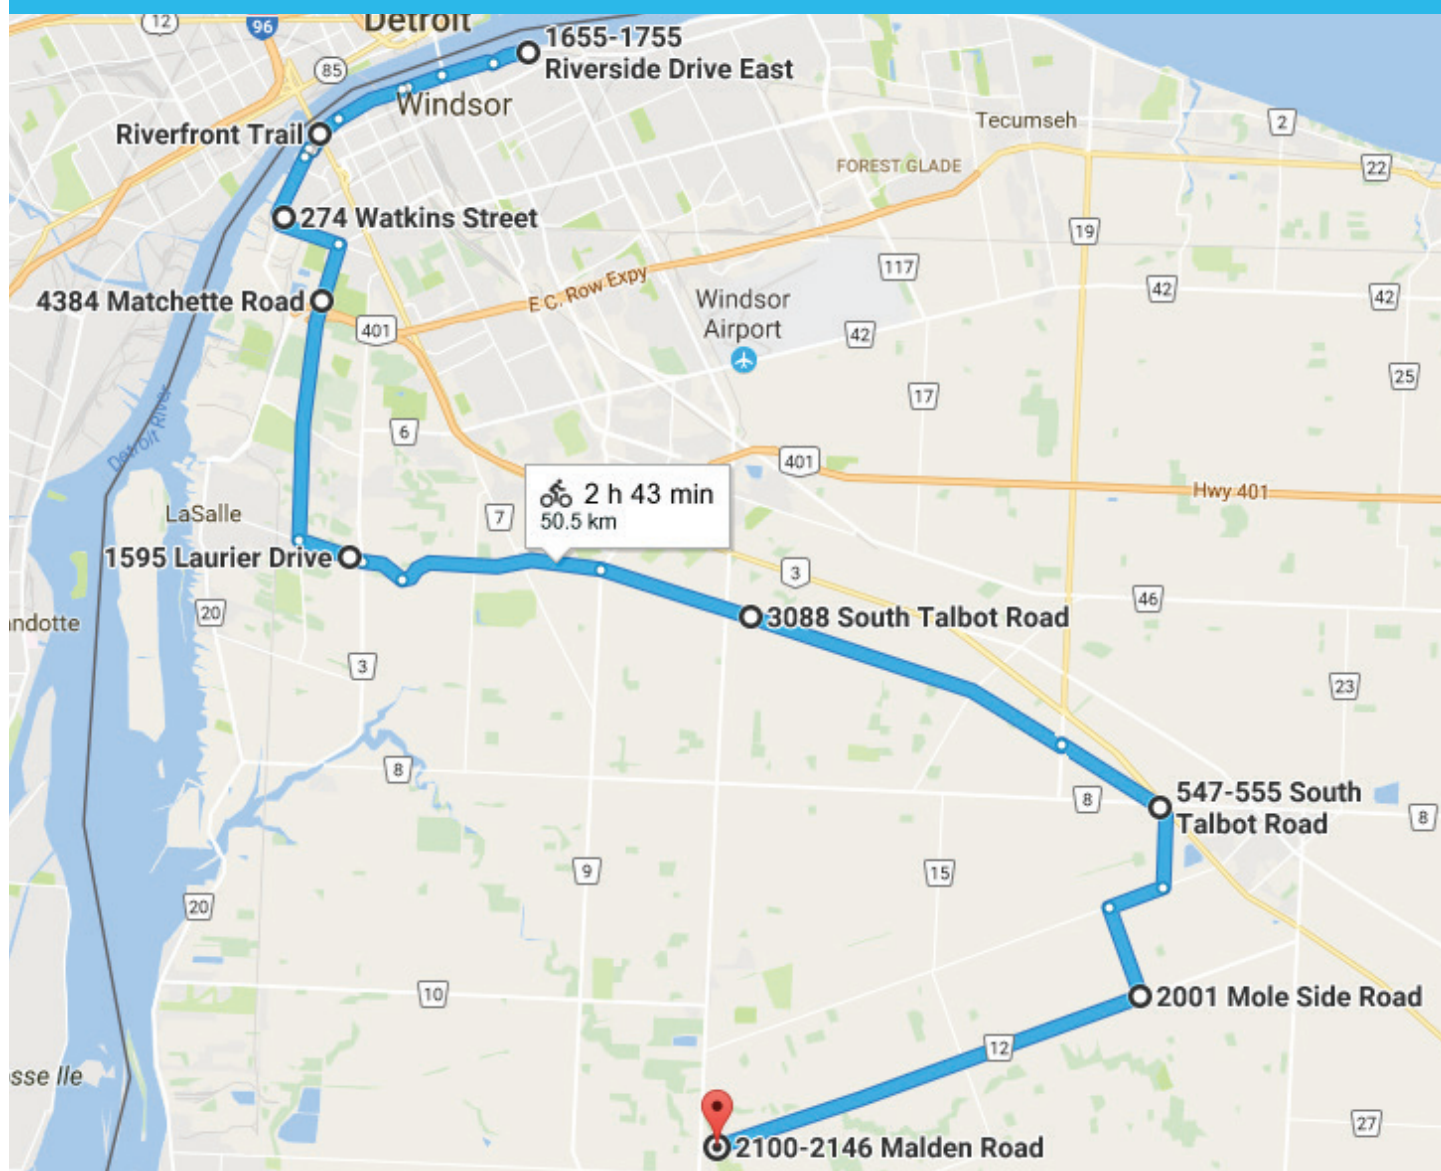 12
96
Detroit
1655-1755
Riverside Drive East
85
Windsor
Riverfront Trail
Tecumseh
2
FOREST GLADE
22
274 Watkins Street
19
117
E C. Row Expy
4384 Matchette Road
Windsor
Airport
42
42
401
42
25
17
Detroit River
6
401
Hwy 401
2 h 43 min
50.5 km
LaSalle
7
1595 Laurier Drive
3
46
20
andotte
3088 South Talbot Road
3
23
8
547-555 South
Talbot Road
8
8
9
15
20
10
2001 Mole Side Road
12
sse Ile
27
2100-2146 Malden Road